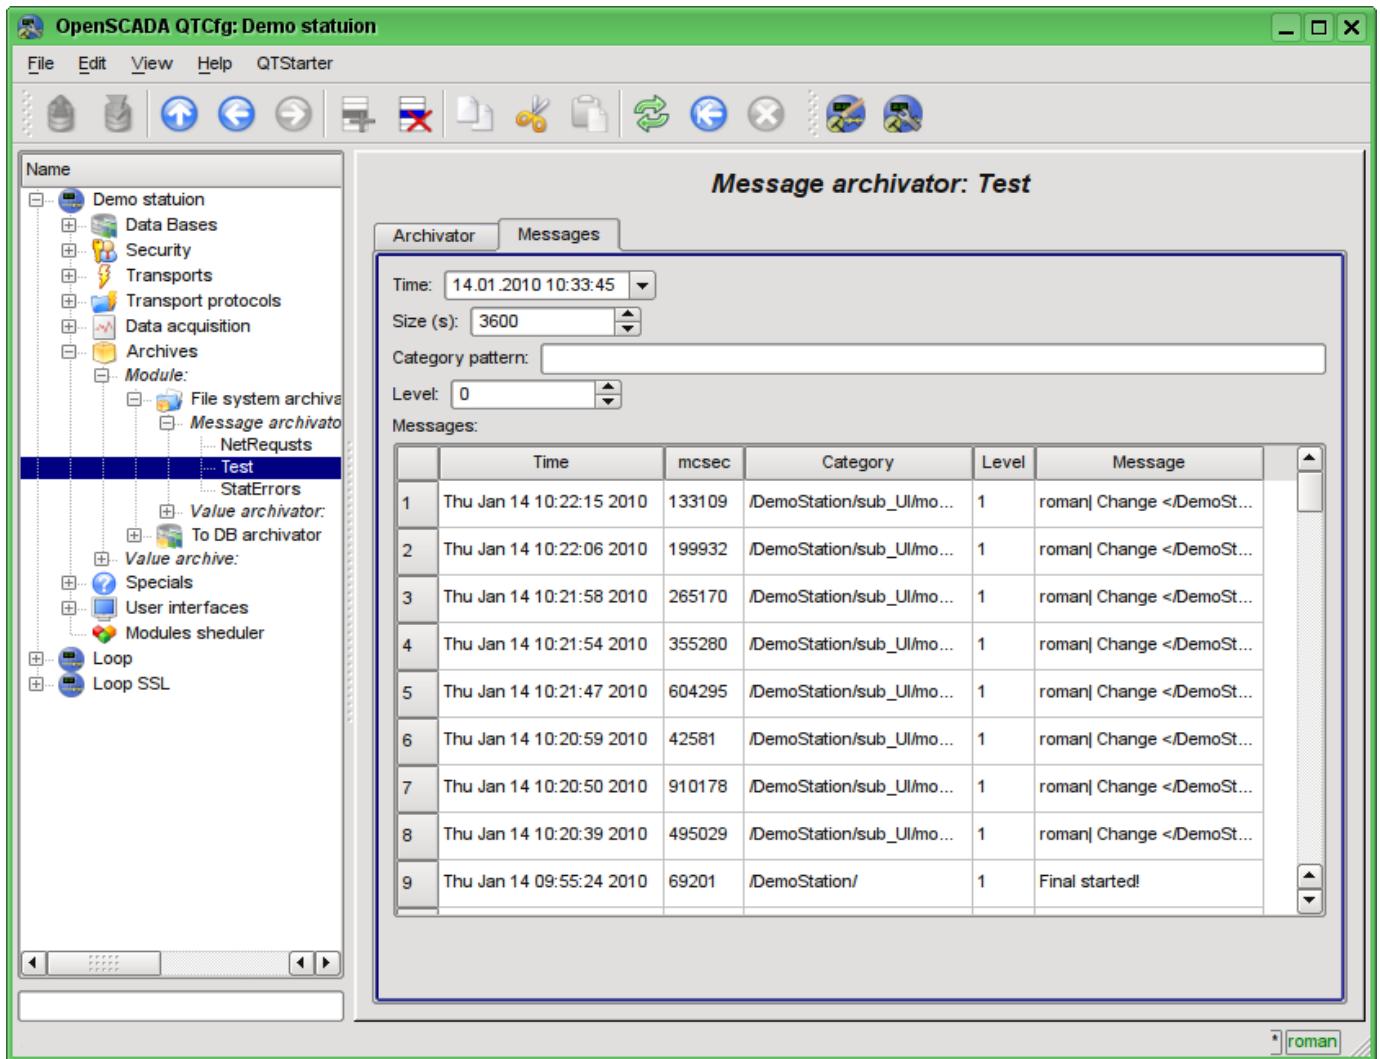 OpenSCADA QTCfg: Demo statuion
File Edit View Help QTStarter
Name
Demo statuion
Data Bases
Security
Transports
Transport protocols
Data acquisition
Archives
Module:
File system archiva
Message archivato
NetRequsts
Test
StatErrors
Value archivator:
To DB archivator
Value archive:
Specials
User interfaces
Modules sheduler
Loop
Loop SSL
Message archivator: Test
Archivator Messages
Time: 14.01.2010 10:33:45
Size (s): 3600
Category pattern:
Level: 0
Messages:
Time mcsec Category Level Message
1 Thu Jan 14 10:22:15 2010 133109 /DemoStation/sub_UI/mo... 1 roman| Change </DemoSt...
2 Thu Jan 14 10:22:06 2010 199932 /DemoStation/sub_UI/mo... 1 roman| Change </DemoSt...
3 Thu Jan 14 10:21:58 2010 265170 /DemoStation/sub_UI/mo... 1 roman| Change </DemoSt...
4 Thu Jan 14 10:21:54 2010 355280 /DemoStation/sub_UI/mo... 1 roman| Change </DemoSt...
5 Thu Jan 14 10:21:47 2010 604295 /DemoStation/sub_UI/mo... 1 roman| Change </DemoSt...
6 Thu Jan 14 10:20:59 2010 42581 /DemoStation/sub_UI/mo... 1 roman| Change </DemoSt...
7 Thu Jan 14 10:20:50 2010 910178 /DemoStation/sub_UI/mo... 1 roman| Change </DemoSt...
8 Thu Jan 14 10:20:39 2010 495029 /DemoStation/sub_UI/mo... 1 roman| Change </DemoSt...
9 Thu Jan 14 09:55:24 2010 69201 /DemoStation/ 1 Final started!
* roman